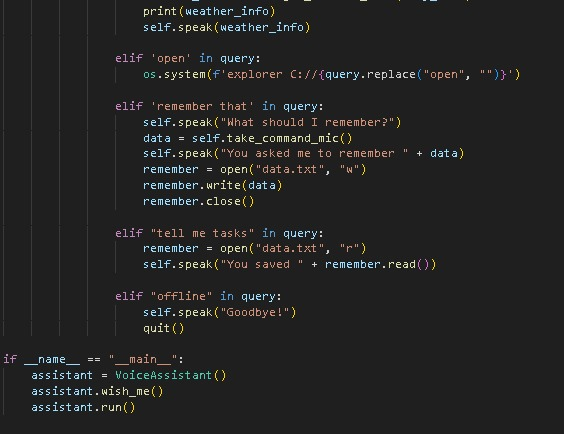 print(weather_info)
self.speak(weather_info)
elif 'open' in query:
os.system(f'explorer C://{query.replace("open", "")}')
elif 'remember that' in query:
self.speak("What should I remember?")
data = self.take_command_mic()
self.speak("You asked me to remember " + data)
remember = open("data.txt", "w")
remember.write(data)
remember.close()
elif "tell me tasks" in query:
remember = open("data.txt", "r")
self.speak("You saved " + remember.read())
elif "offline" in query:
self.speak("Goodbye!")
quit()
if __name__ == "__main__":
assistant = VoiceAssistant()
assistant.wish_me()
assistant.run()